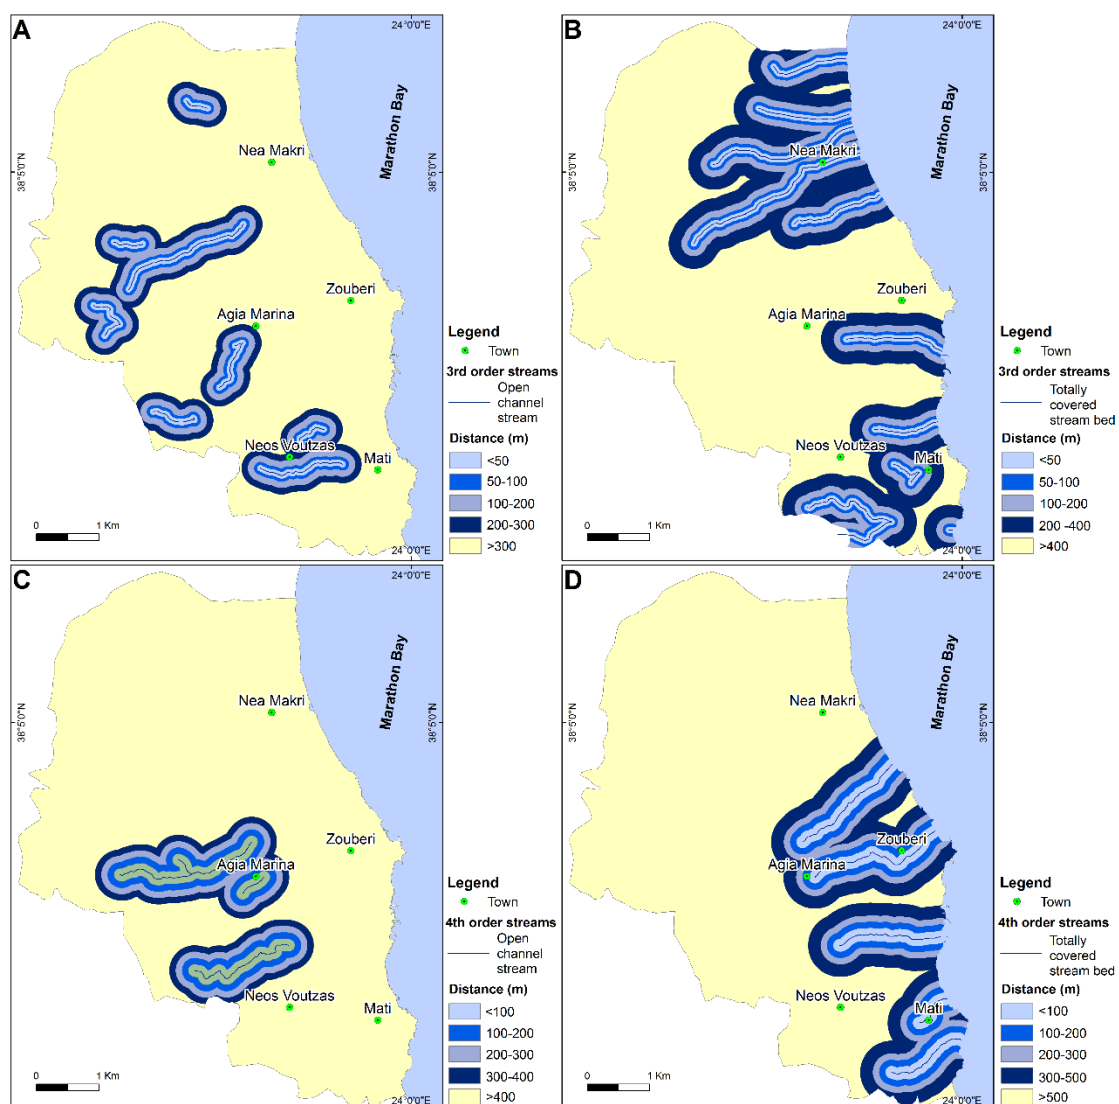 A
24°0'0"E
Marathon Bay
Nea Makri
38°5'0"N
38°5'0"N
Zouberi
Agia Marina
Neos Voutzas
Mati
0 1 Km
24°0'0"E
Legend
Town
3rd order streams
Open
channel
stream
Distance (m)
<50
50-100
100-200
200-300
>300
B
24°0'0"E
Marathon Bay
Nea Makri
38°5'0"N
Zouberi
Agia Marina
Neos Voutzas
Mati
0 1 Km
24°0'0"E
Legend
Town
3rd order streams
Totally
covered
stream bed
Distance (m)
<50
50-100
100-200
200 -400
>400
C
Marathon Bay
Nea Makri
38°5'0"N
38°5'0"N
Zouberi
Agia Marina
Neos Voutzas
Mati
0 1 Km
24°0'0"E
Legend
Town
4th order streams
Open
channel
stream
Distance (m)
<100
100-200
200-300
300-400
>400
D
Marathon Bay
Nea Makri
38°5'0"N
Zouberi
Agia Marina
Neos Voutzas
Mati
0 1 Km
24°0'0"E
Legend
Town
4th order streams
Totally
covered
stream bed
Distance (m)
<100
100-200
200-300
300-500
>500